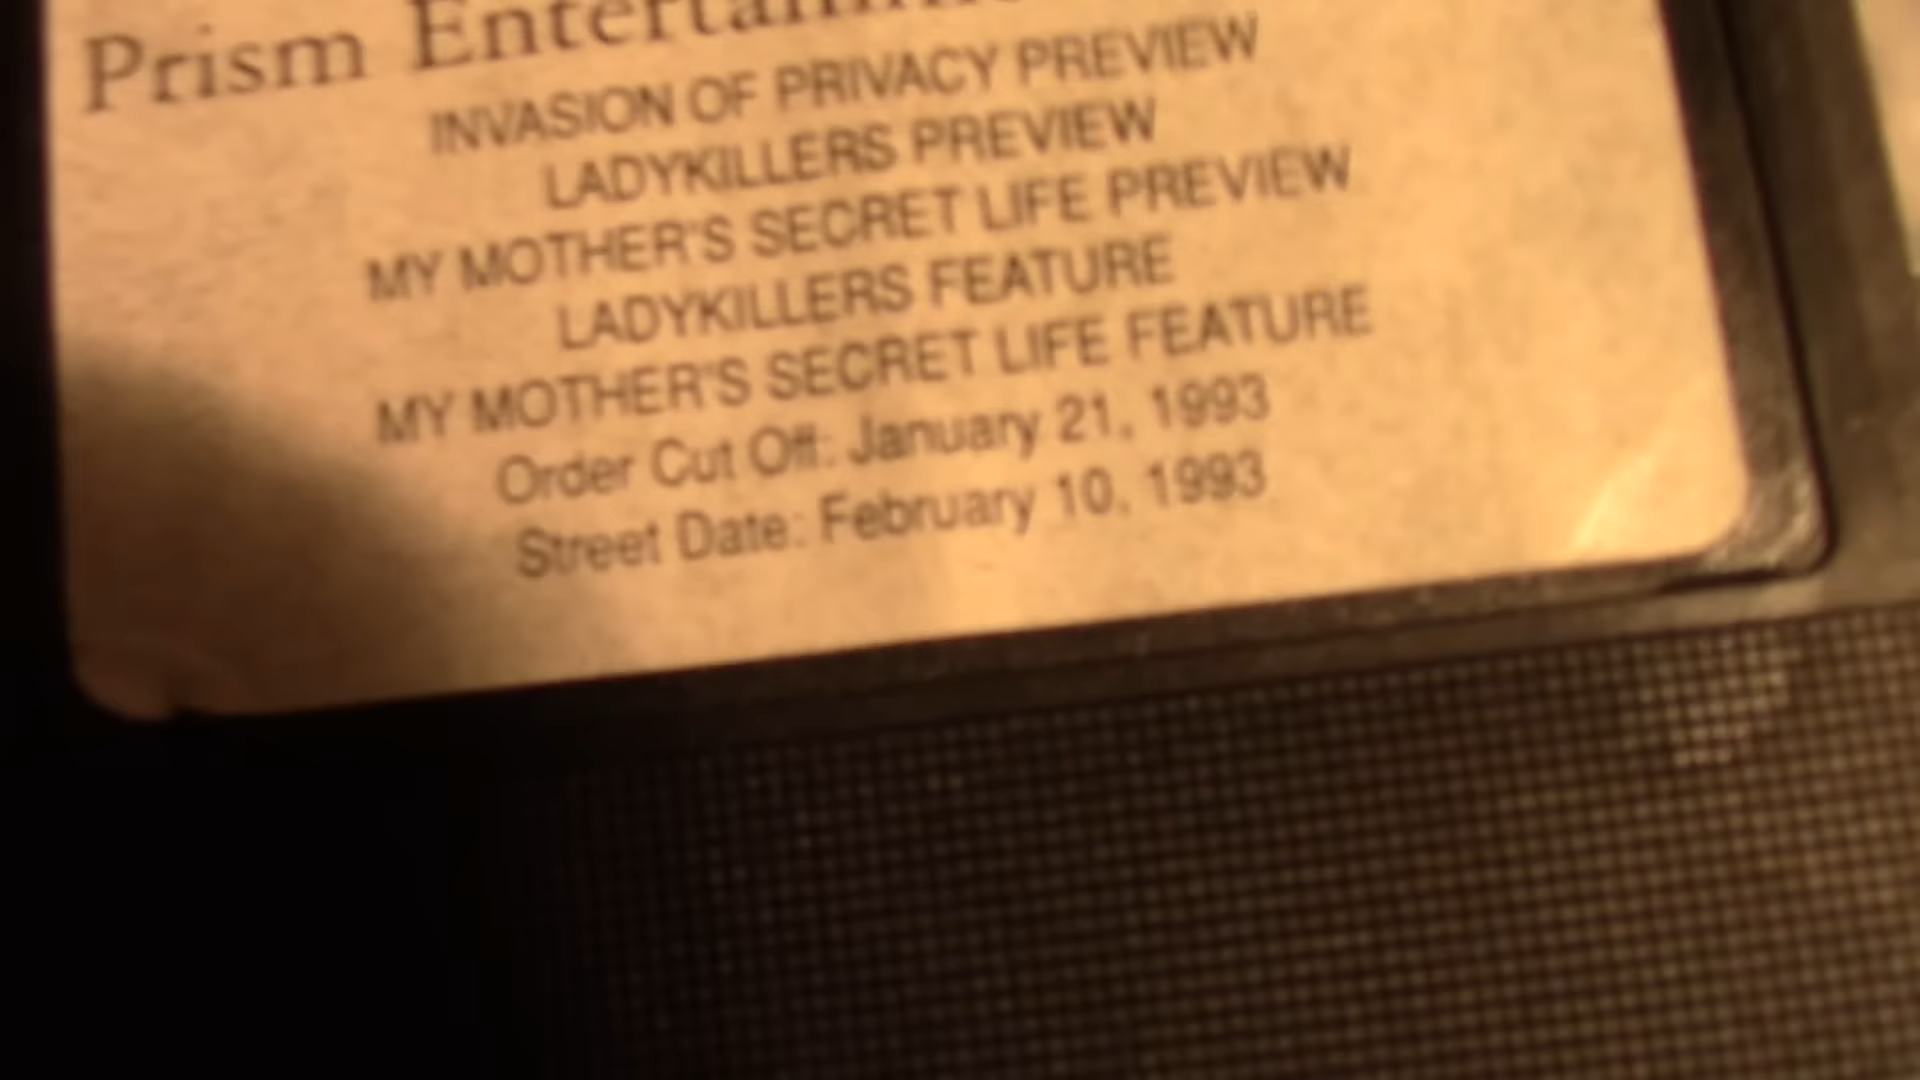 Prism Entertainme
INVASION OF PRIVACY PREVIEW
LADYKILLERS PREVIEW
MY MOTHER'S SECRET LIFE PREVIEW
LADYKILLERS FEATURE
MY MOTHER'S SECRET LIFE FEATURE
Order Cut Off: January 21, 1993
Street Date: February 10, 1993